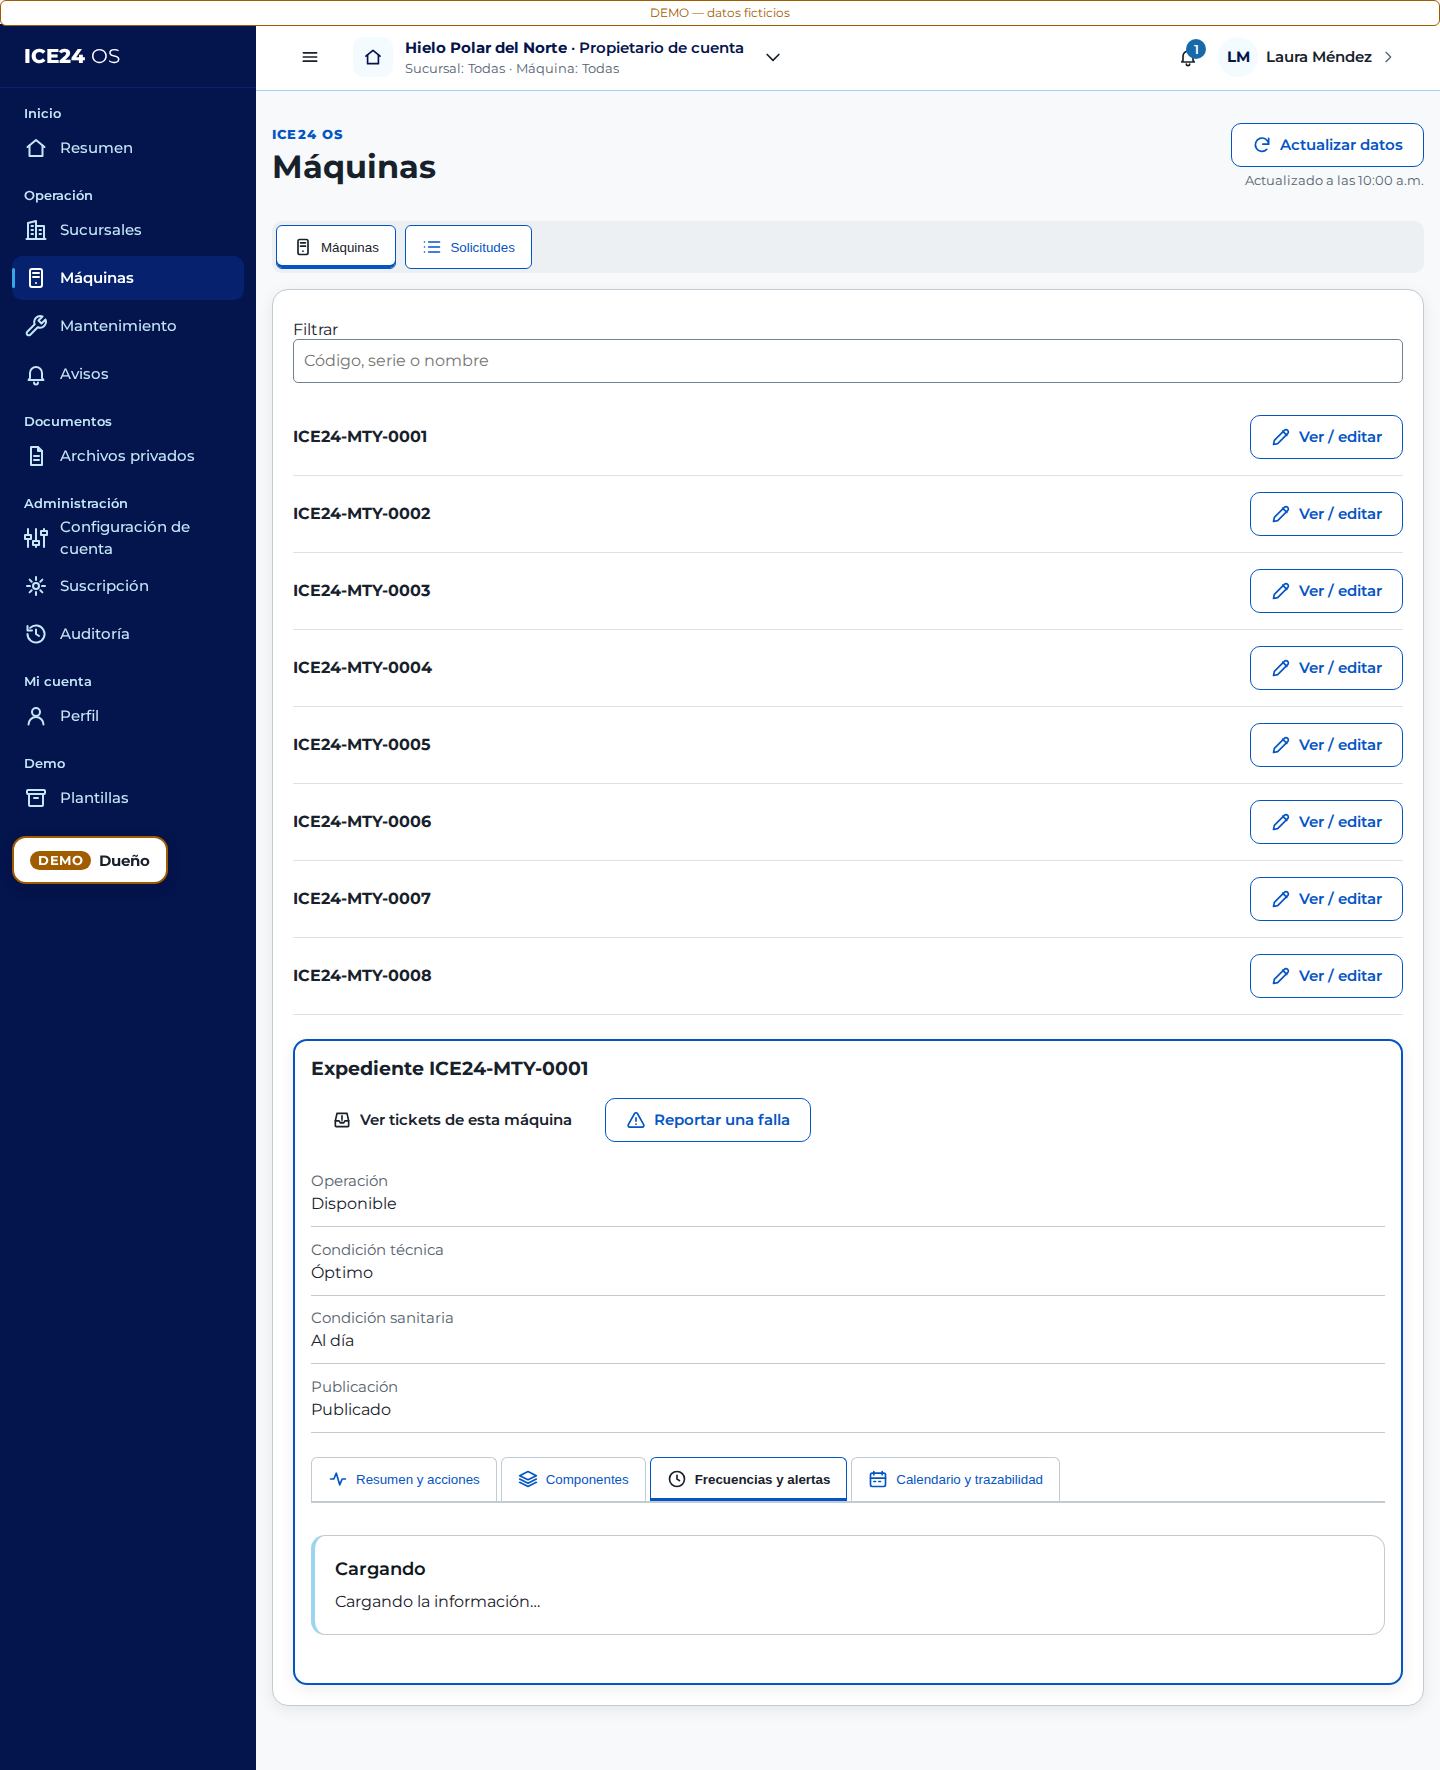 DEMO — datos ficticios
ICE24 OS
Inicio
Resumen
Operación
Sucursales
Máquinas
Mantenimiento
Avisos
Documentos
Archivos privados
Administración
Configuración de
cuenta
Suscripción
Auditoría
Mi cuenta
Perfil
Demo
Plantillas
DEMO Dueño
Hielo Polar del Norte · Propietario de cuenta
Sucursal: Todas · Máquina: Todas
1
LM Laura Méndez
ICE24 OS
Máquinas
Actualizar datos
Actualizado a las 10:00 a.m.
Máquinas
Solicitudes
Filtrar
Código, serie o nombre
ICE24-MTY-0001 Ver / editar
ICE24-MTY-0002 Ver / editar
ICE24-MTY-0003 Ver / editar
ICE24-MTY-0004 Ver / editar
ICE24-MTY-0005 Ver / editar
ICE24-MTY-0006 Ver / editar
ICE24-MTY-0007 Ver / editar
ICE24-MTY-0008 Ver / editar
Expediente ICE24-MTY-0001
Ver tickets de esta máquina Reportar una falla
Operación
Disponible
Condición técnica
Óptimo
Condición sanitaria
Al día
Publicación
Publicado
Resumen y acciones Componentes Frecuencias y alertas Calendario y trazabilidad
Cargando
Cargando la información…